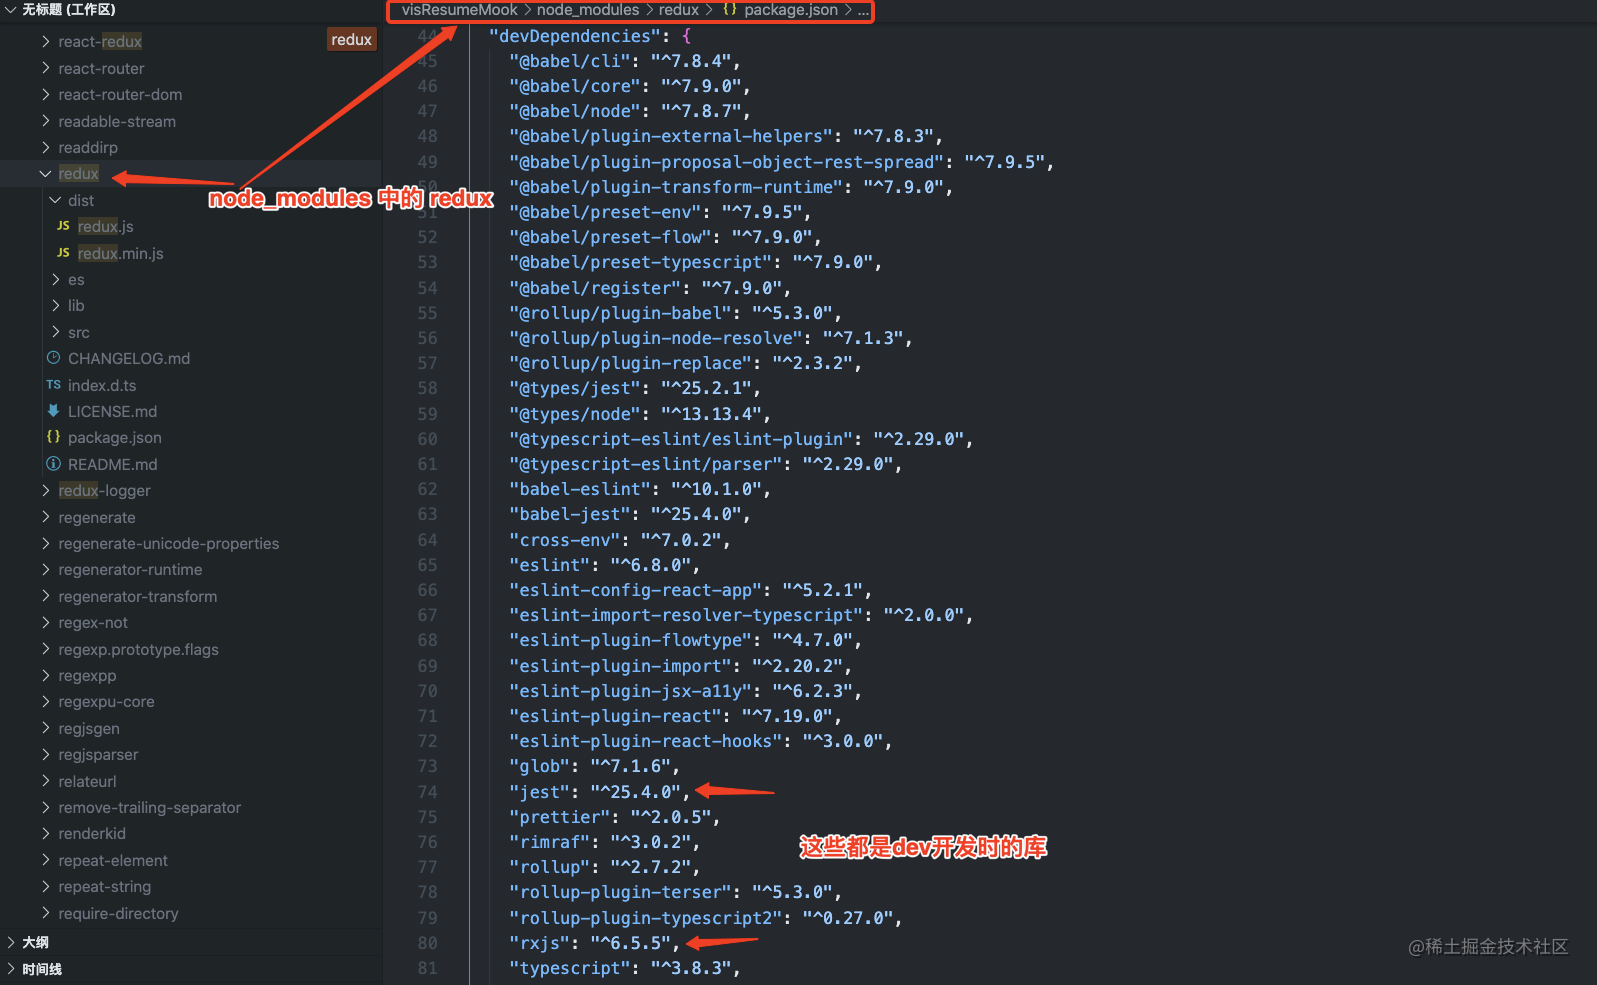 无标题 (工作区)
react-redux
redux
react-router
react-router-dom
readable-stream
readdirp
redux
dist
JS redux.js
JS redux.min.js
es
lib
src
CHANGELOG.md
TS index.d.ts
LICENSE.md
{} package.json
README.md
redux-logger
regenerate
regenerate-unicode-properties
regenerator-runtime
regenerator-transform
regex-not
regexp.prototype.flags
regexpp
regexpu-core
regjsgen
regjsparser
relateurl
remove-trailing-separator
renderkid
repeat-element
repeat-string
require-directory
大纲
时间线
visResumeMook > node_modules > redux > {} package.json > ...
node_modules 中的 redux
44 "devDependencies": {
45 "@babel/cli": "^7.8.4",
46 "@babel/core": "^7.9.0",
47 "@babel/node": "^7.8.7",
48 "@babel/plugin-external-helpers": "^7.8.3",
49 "@babel/plugin-proposal-object-rest-spread": "^7.9.5",
50 "@babel/plugin-transform-runtime": "^7.9.0",
51 "@babel/preset-env": "^7.9.5",
52 "@babel/preset-flow": "^7.9.0",
53 "@babel/preset-typescript": "^7.9.0",
54 "@babel/register": "^7.9.0",
55 "@rollup/plugin-babel": "^5.3.0",
56 "@rollup/plugin-node-resolve": "^7.1.3",
57 "@rollup/plugin-replace": "^2.3.2",
58 "@types/jest": "^25.2.1",
59 "@types/node": "^13.13.4",
60 "@typescript-eslint/eslint-plugin": "^2.29.0",
61 "@typescript-eslint/parser": "^2.29.0",
62 "babel-eslint": "^10.1.0",
63 "babel-jest": "^25.4.0",
64 "cross-env": "^7.0.2",
65 "eslint": "^6.8.0",
66 "eslint-config-react-app": "^5.2.1",
67 "eslint-import-resolver-typescript": "^2.0.0",
68 "eslint-plugin-flowtype": "^4.7.0",
69 "eslint-plugin-import": "^2.20.2",
70 "eslint-plugin-jsx-a11y": "^6.2.3",
71 "eslint-plugin-react": "^7.19.0",
72 "eslint-plugin-react-hooks": "^3.0.0",
73 "glob": "^7.1.6",
74 "jest": "^25.4.0",
75 "prettier": "^2.0.5",
76 "rimraf": "^3.0.2",
77 "rollup": "^2.7.2",
78 "rollup-plugin-terser": "^5.3.0",
79 "rollup-plugin-typescript2": "^0.27.0",
80 "rxjs": "^6.5.5",
81 "typescript": "^3.8.3",
这些都是dev开发时的库
@稀土掘金技术社区